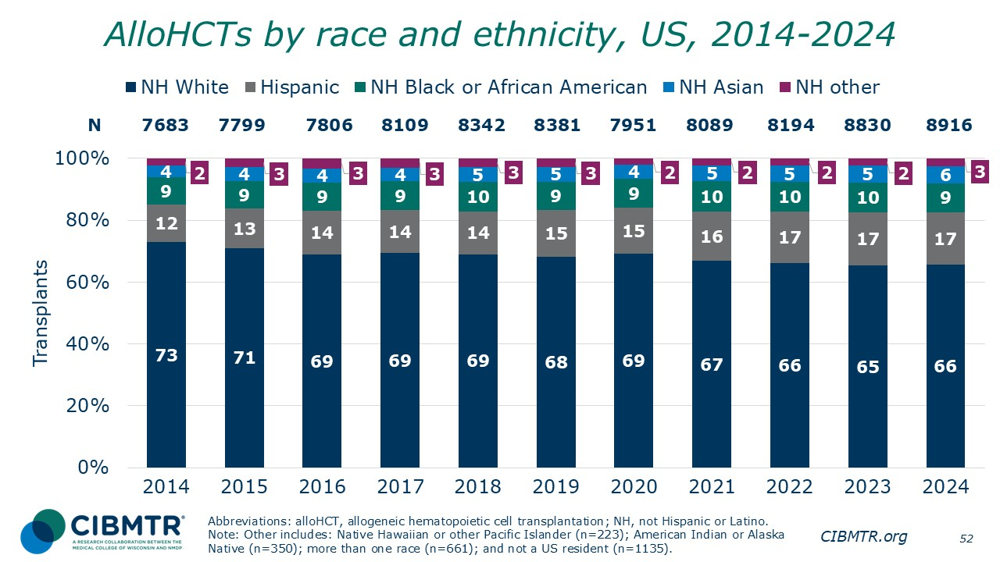 AlloHCTs by race and ethnicity, US, 2014-2024
NH White Hispanic NH Black or African American NH Asian NH other
N 7683 7799 7806 8109 8342 8381 7951 8089 8194 8830 8916
100%
4 2 4 3 4 3 4 3 5 3 5 3 4 2 5 2 5 2 5 2 6 3
9 9 9 9 10 9 9 10 10 10 9
80%
12 13 14 14 14 15 15 16 17 17 17
60%
Transplants
40%
73 71 69 69 69 68 69 67 66 65 66
20%
0%
2014 2015 2016 2017 2018 2019 2020 2021 2022 2023 2024
CIBMTR®
A RESEARCH COLLABORATION BETWEEN THE
MEDICAL COLLEGE OF WISCONSIN AND NMDP
Abbreviations: alloHCT, allogeneic hematopoietic cell transplantation; NH, not Hispanic or Latino.
Note: Other includes: Native Hawaiian or other Pacific Islander (n=223); American Indian or Alaska
Native (n=350); more than one race (n=661); and not a US resident (n=1135).
CIBMTR.org
52